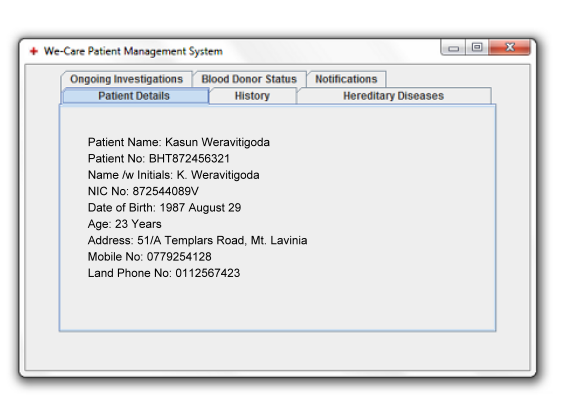 We-Care Patient Management System
Ongoing Investigations Blood Donor Status Notifications
Patient Details History Hereditary Diseases
Patient Name: Kasun Weravitigoda
Patient No: BHT872456321
Name /w Initials: K. Weravitigoda
NIC No: 872544089V
Date of Birth: 1987 August 29
Age: 23 Years
Address: 51/A Templars Road, Mt. Lavinia
Mobile No: 0779254128
Land Phone No: 0112567423